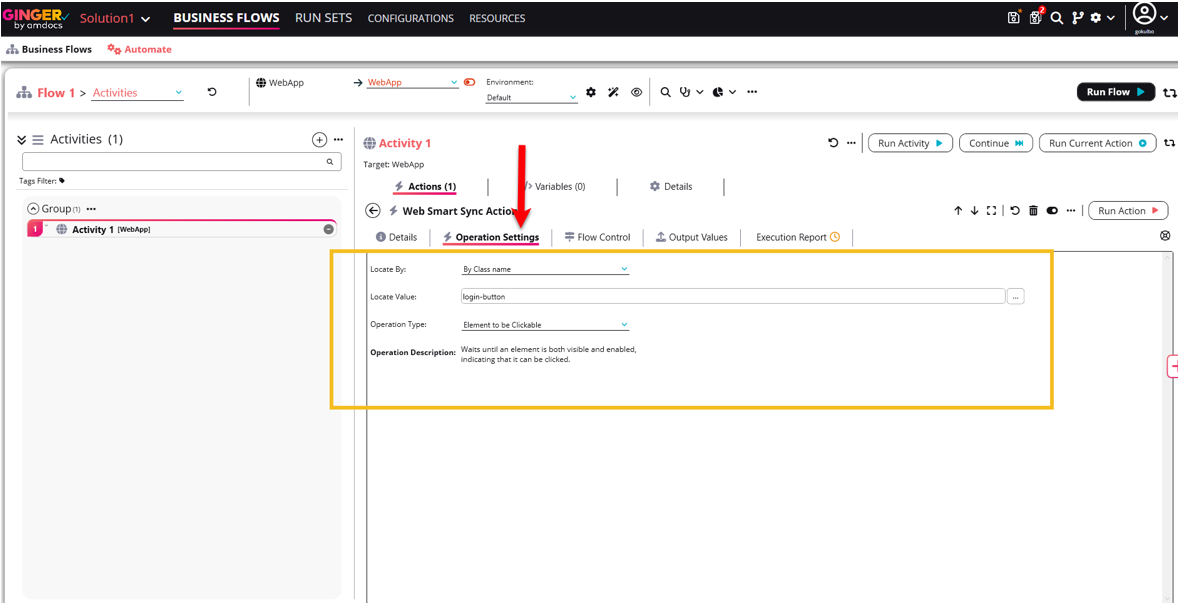 GINGER
by amdocs
Solution1
BUSINESS FLOWS
RUN SETS
CONFIGURATIONS
RESOURCES
2
gokulbo
Business Flows
Automate
Flow 1 > Activities
WebApp
WebApp
Environment:
Default
Run Flow
Activities (1)
Tags Filter:
Group (1)
1
Activity 1 [WebApp]
Activity 1
Target: WebApp
Run Activity
Continue
Run Current Action
Actions (1)
Variables (0)
Details
Web Smart Sync Action
Run Action
Details
Operation Settings
Flow Control
Output Values
Execution Report
Locate By:
By Class name
Locate Value:
login-button
...
Operation Type:
Element to be Clickable
Operation Description:
Waits until an element is both visible and enabled,
indicating that it can be clicked.